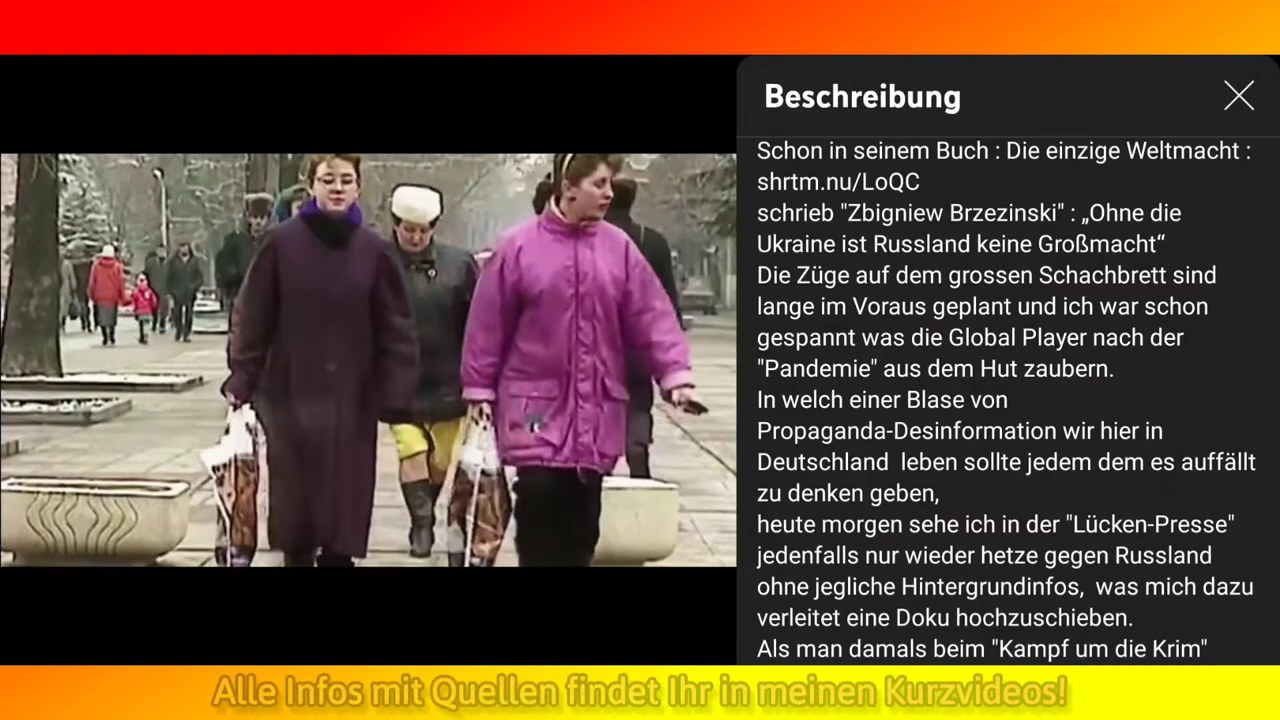 Beschreibung
Schon in seinem Buch : Die einzige Weltmacht :
shrtm.nu/LoQC
schrieb "Zbigniew Brzezinski" : „Ohne die
Ukraine ist Russland keine Großmacht“
Die Züge auf dem grossen Schachbrett sind
lange im Voraus geplant und ich war schon
gespannt was die Global Player nach der
"Pandemie" aus dem Hut zaubern.
In welch einer Blase von
Propaganda-Desinformation wir hier in
Deutschland  leben sollte jedem dem es auffällt
zu denken geben,
heute morgen sehe ich in der "Lücken-Presse"
jedenfalls nur wieder hetze gegen Russland
ohne jegliche Hintergrundinfos,  was mich dazu
verleitet eine Doku hochzuschieben.
Als man damals beim "Kampf um die Krim"
Alle Infos mit Quellen findet Ihr in meinen Kurzvideos!